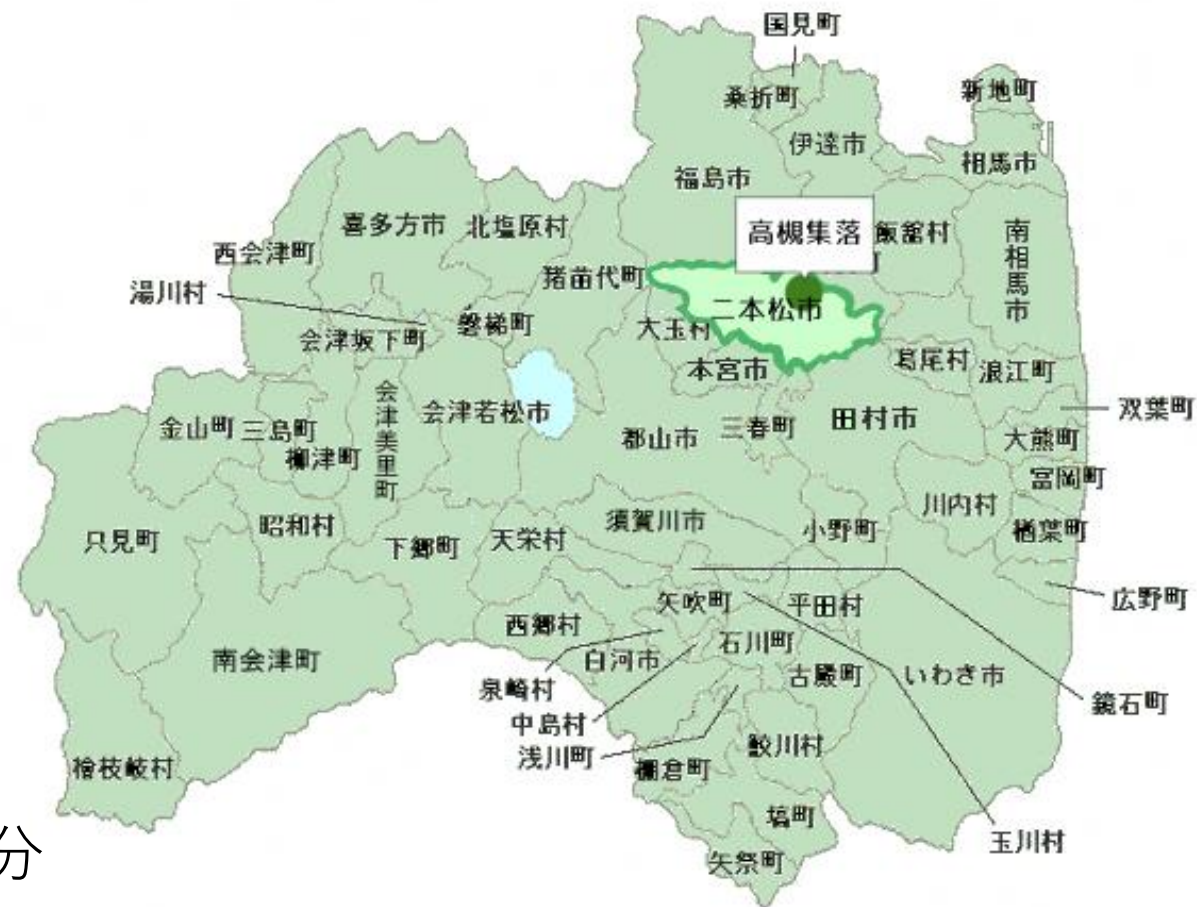 国見町
桑折町
新地町
伊達市
相馬市
福島市
高槻集落
飯舘村
町
南相馬市
喜多方市
北塩原村
西会津町
猪苗代町
湯川村
二本松市
磐梯町
会津坂下町
大玉村
本宮市
葛尾村
浪江町
双葉町
会津美里町
会津若松市
金山町
三島町
柳津町
郡山市
三春町
田村市
大熊町
富岡町
川内村
楢葉町
只見町
昭和村
下郷町
天栄村
須賀川市
小野町
広野町
矢吹町
平田村
西郷村
石川町
白河市
南会津町
泉崎村
古殿町
いわき市
鏡石町
中島村
浅川町
鮫川村
棚倉町
檜枝岐村
塙町
玉川村
矢祭町
分